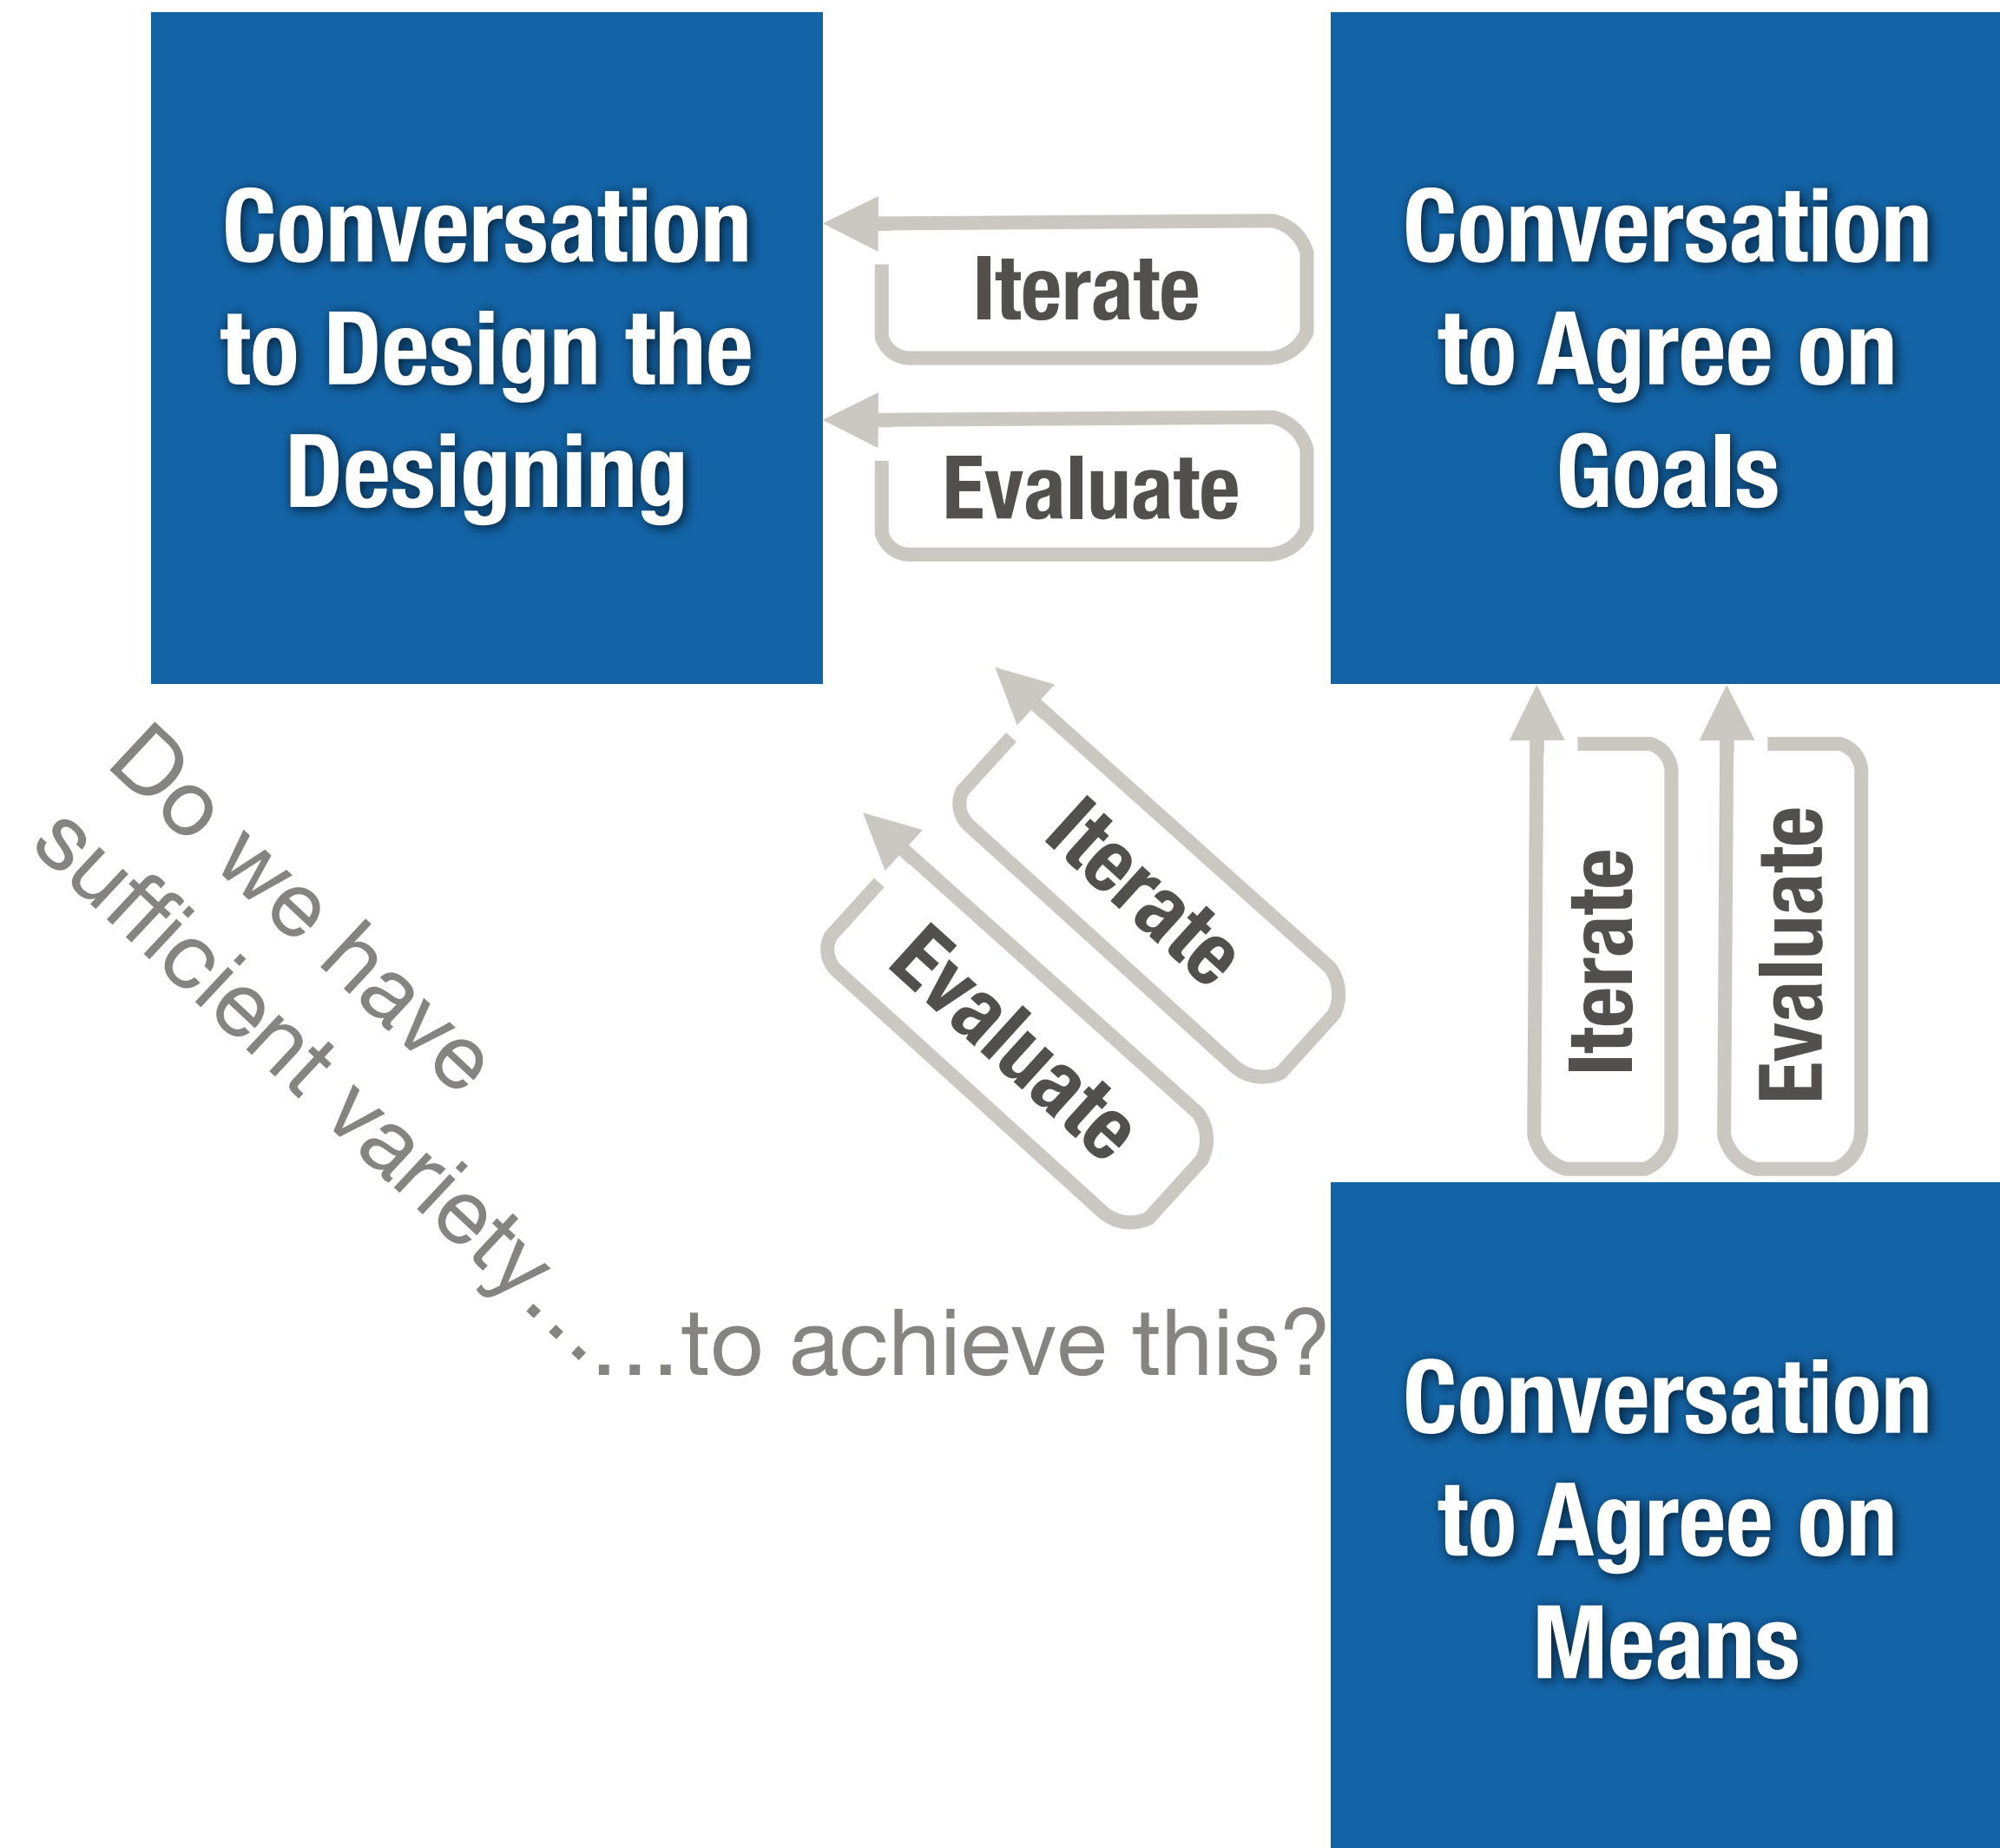 Conversation
to Design the
Designing
Iterate
Evaluate
Conversation
to Agree on
Goals
Iterate
Evaluate
Iterate
Evaluate
Do we have
sufficient variety...
...to achieve this?
Conversation
to Agree on
Means